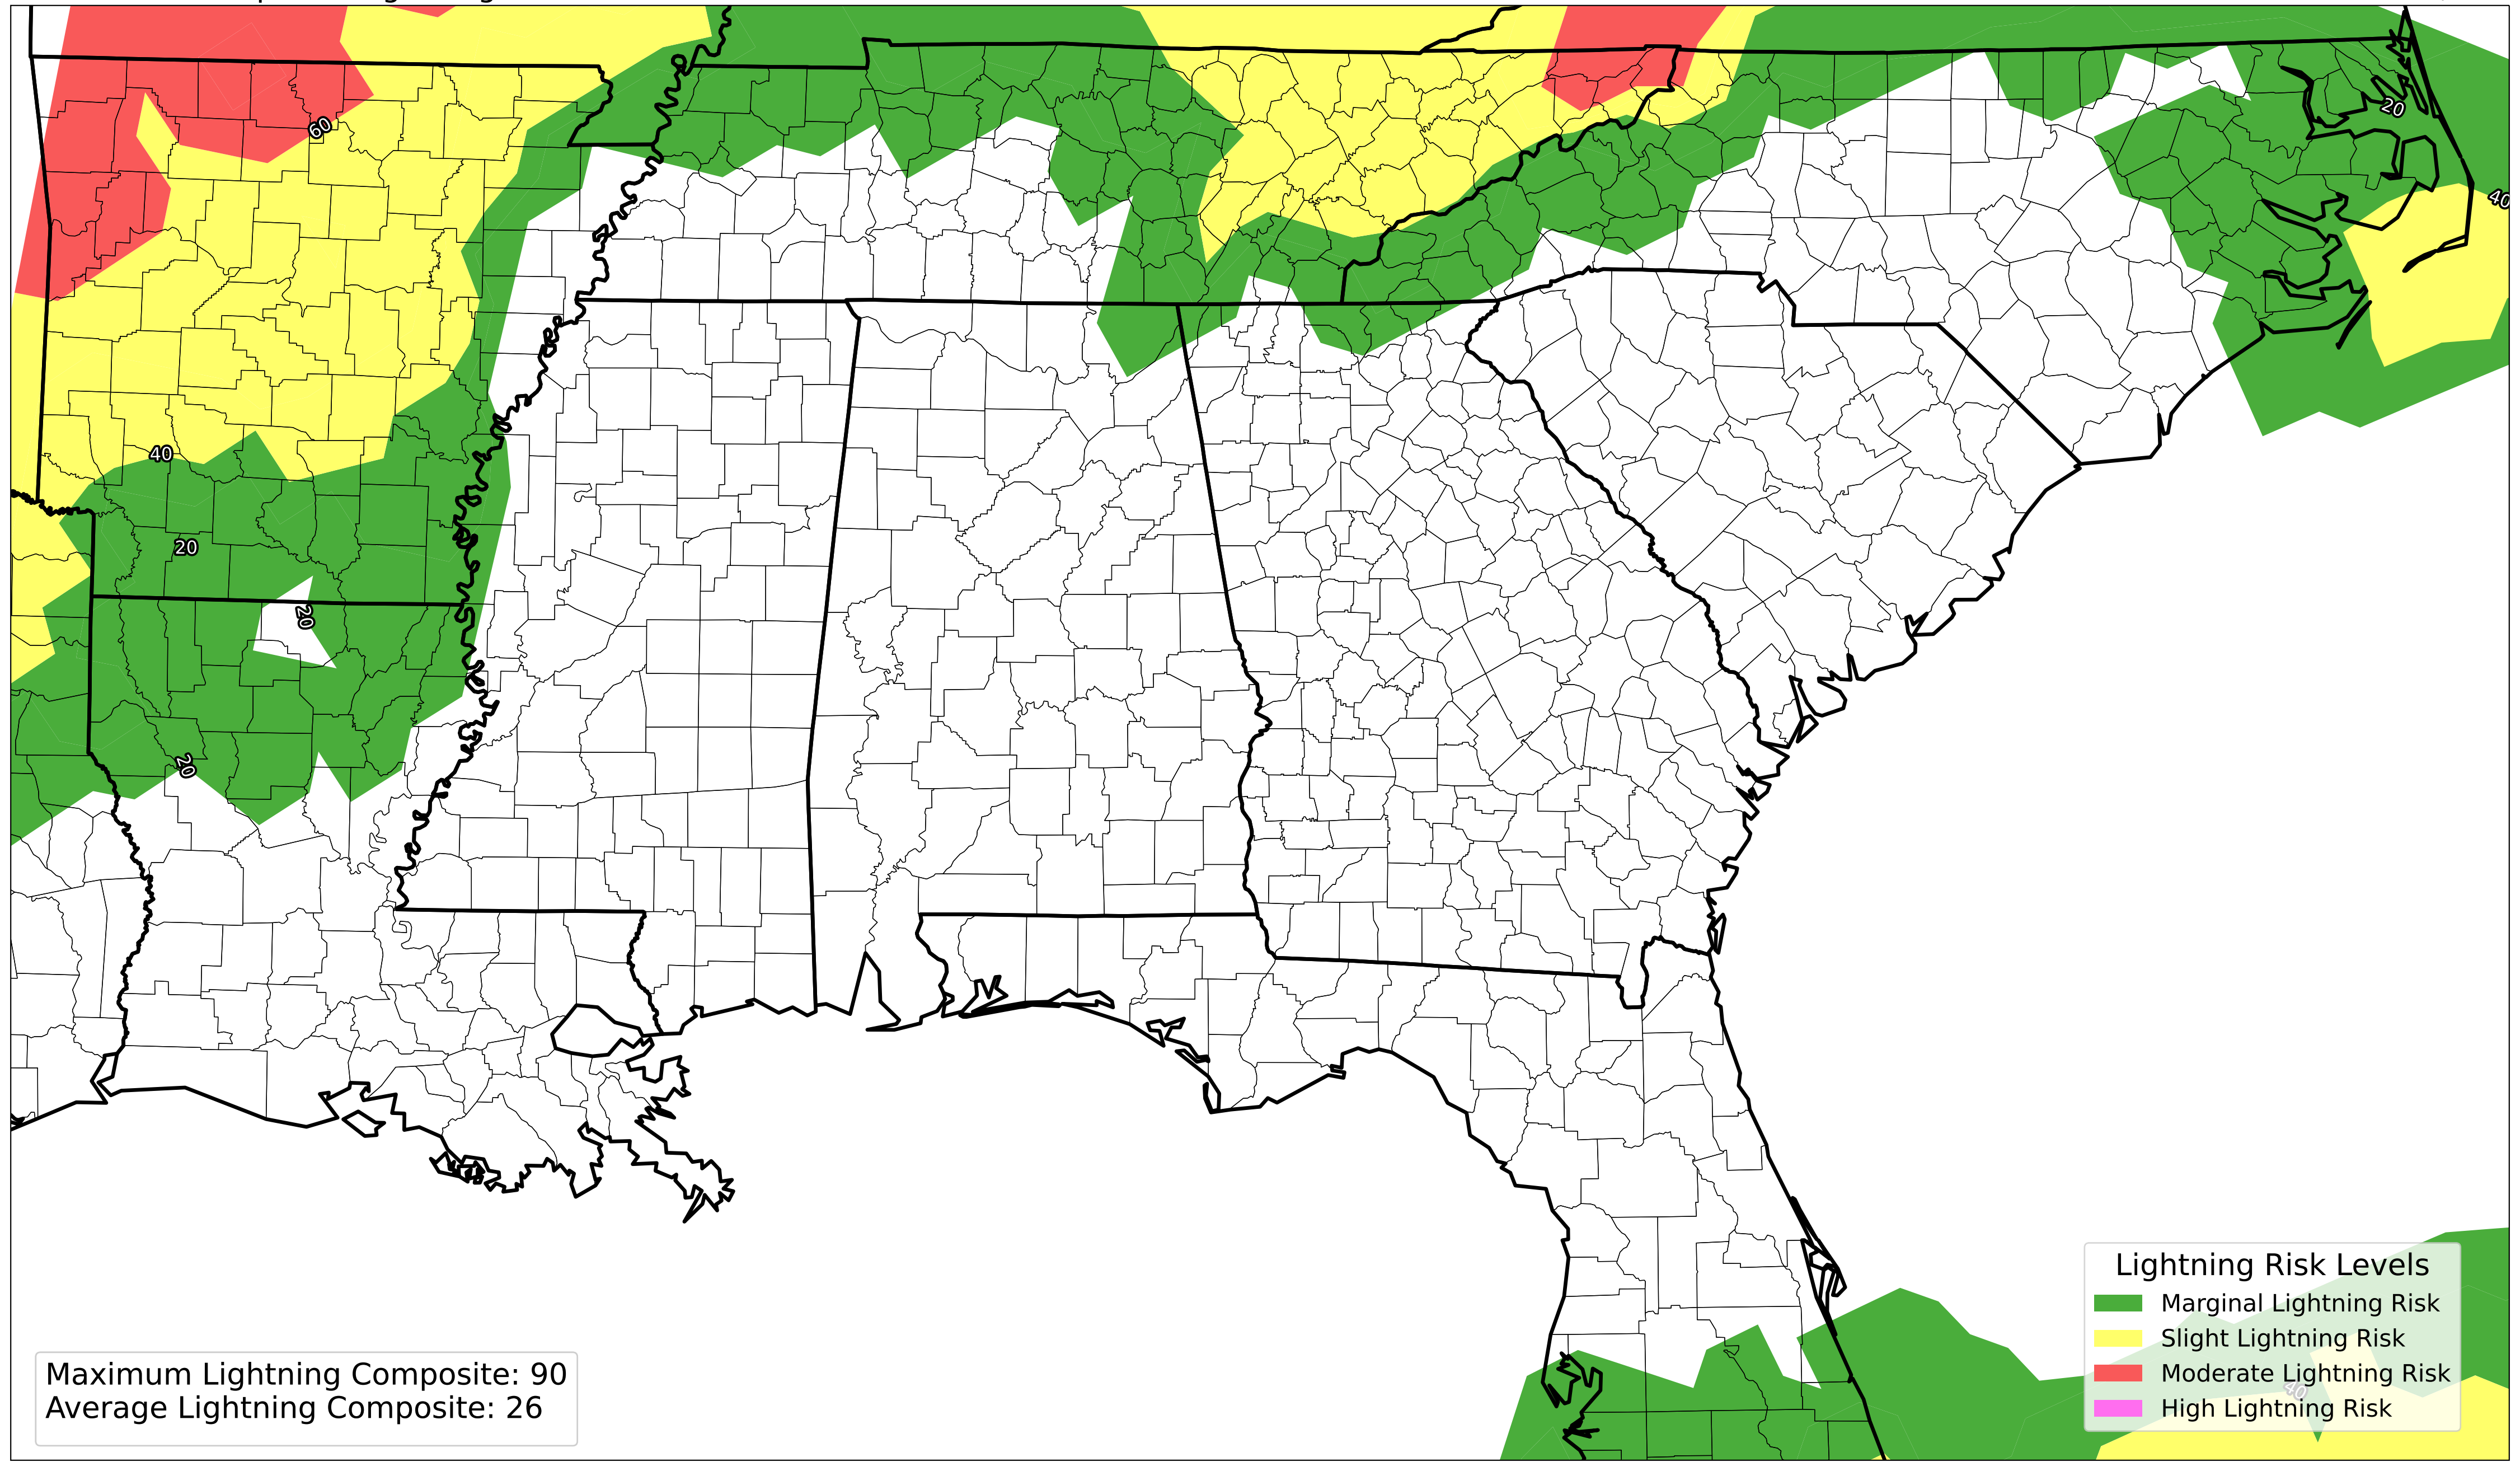 60
20
40
40
20
20
20
Lightning Risk Levels
Marginal Lightning Risk
Slight Lightning Risk
Moderate Lightning Risk
High Lightning Risk
40
Maximum Lightning Composite: 90
Average Lightning Composite: 26